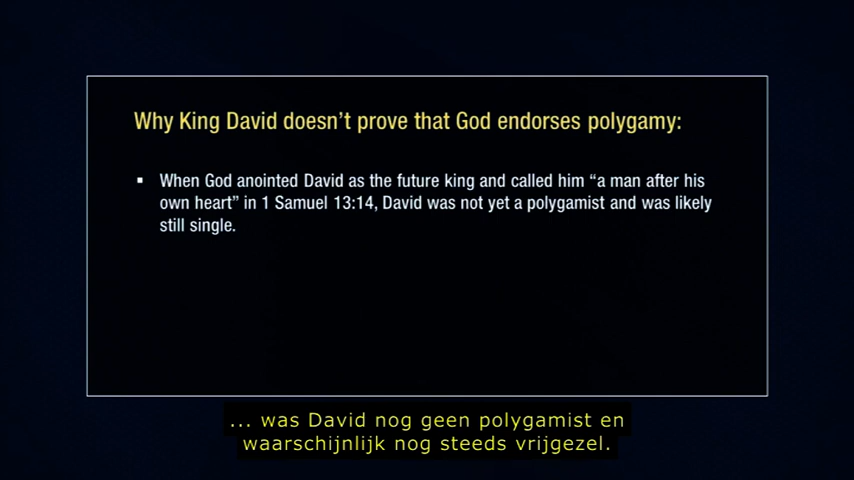 Why King David doesn't prove that God endorses polygamy:
▪ When God anointed David as the future king and called him “a man after his
own heart” in 1 Samuel 13:14, David was not yet a polygamist and was likely
still single.
... was David nog geen polygamist en
waarschijnlijk nog steeds vrijgezel.